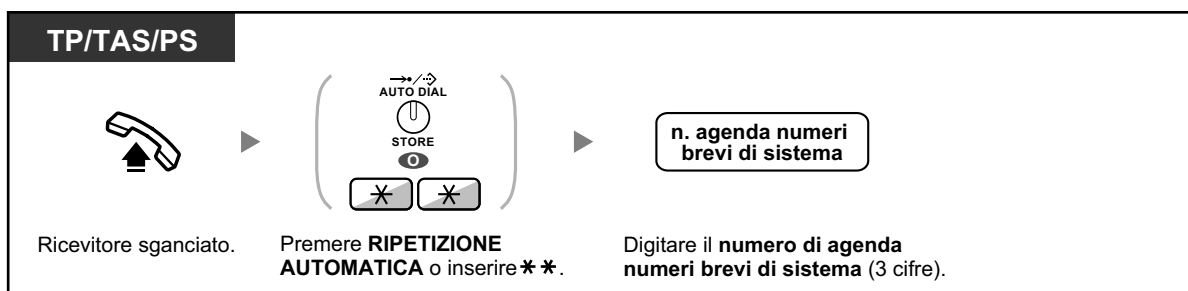 TP/TAS/PS
AUTO DIAL
STORE
O
n. agenda numeri
brevi di sistema
Ricevitore sganciato.
Premere RIPETIZIONE
AUTOMATICA o inserire ✱ ✱.
Digitare il numero di agenda
numeri brevi di sistema (3 cifre).